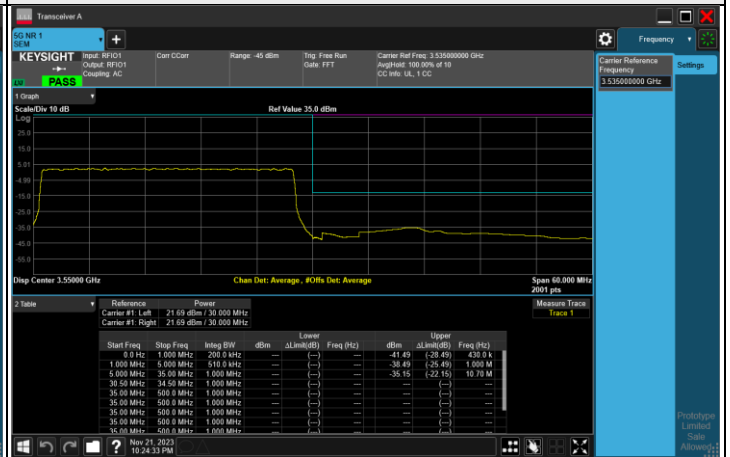 Transceiver A
5G NR 1
SEM
Frequency
KEYSIGHT Input: RFIO1 Corr CCorr Range: -45 dBm Trig: Free Run Carrier Ref Freq: 3.535000000 GHz
Output: RFIO1 Gate: FFT Avg|Hold: 100.00% of 10
Coupling: AC CC Info: UL, 1 CC
PASS
Carrier Reference
Frequency
3.535000000 GHz
Settings
1 Graph
Scale/Div 10 dB Ref Value 35.0 dBm
Log
25.0
15.0
5.01
-4.99
-15.0
-25.0
-35.0
-45.0
-55.0
Disp Center 3.55000 GHz Chan Det: Average , #Offs Det: Average Span 60.000 MHz
2001 pts
2 Table Reference Power Measure Trace
Carrier #1: Left 21.69 dBm / 30.000 MHz Trace 1
Carrier #1: Right 21.69 dBm / 30.000 MHz
Lower Upper
Start Freq Stop Freq Integ BW dBm ΔLimit(dB) Freq (Hz) dBm ΔLimit(dB) Freq (Hz)
0.0 Hz 1.000 MHz 200.0 kHz --- (---) --- -41.49 (-28.49) 430.0 k
1.000 MHz 5.000 MHz 510.0 kHz --- (---) --- -38.49 (-25.49) 1.000 M
5.000 MHz 35.00 MHz 1.000 MHz --- (---) --- -35.15 (-22.15) 10.70 M
30.50 MHz 34.50 MHz 1.000 MHz --- (---) --- --- (---) ---
35.00 MHz 500.0 MHz 1.000 MHz --- (---) --- --- (---) ---
35.00 MHz 500.0 MHz 1.000 MHz --- (---) --- --- (---) ---
35.00 MHz 500.0 MHz 1.000 MHz --- (---) --- --- (---) ---
35.00 MHz 500.0 MHz 1.000 MHz --- (---) --- --- (---) ---
35.00 MHz 500.0 MHz 1.000 MHz --- (---) --- --- (---) ---
Nov 21, 2023
10:24:33 PM
Prototype
Limited
Sale
Allowed